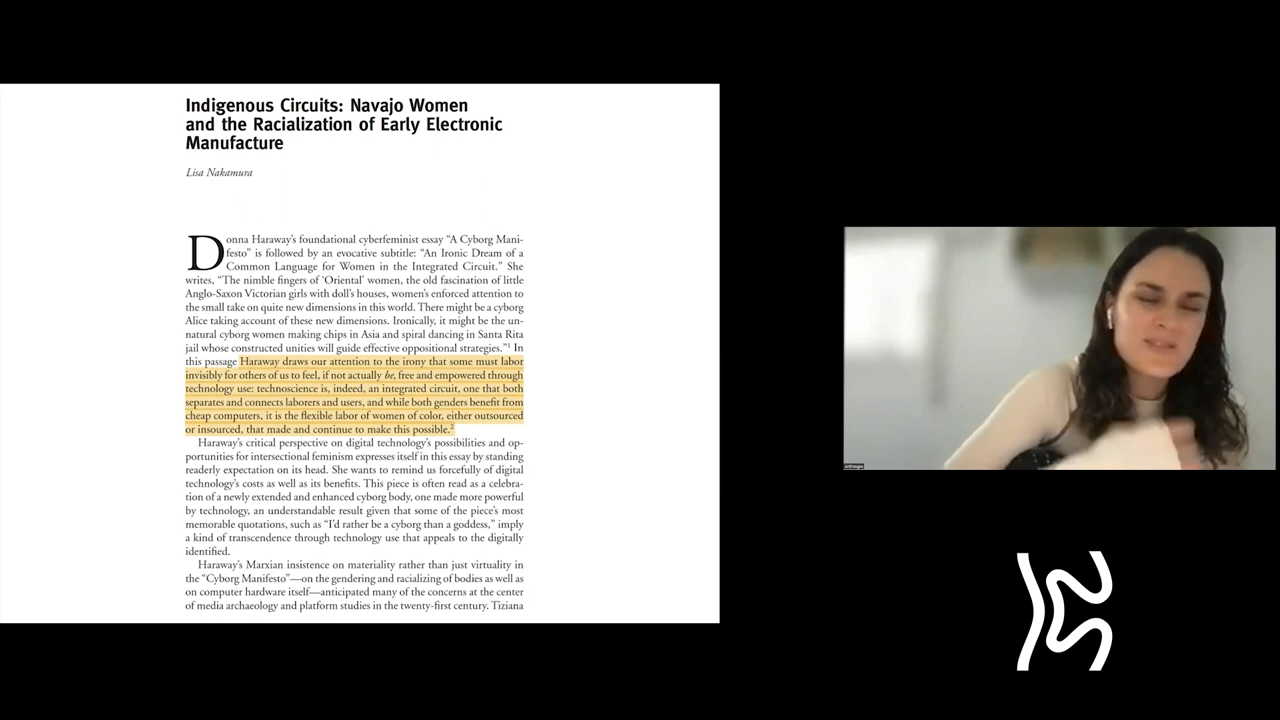 Indigenous Circuits: Navajo Women
and the Racialization of Early Electronic
Manufacture
Lisa Nakamura
Donna Haraway's foundational cyberfeminist essay "A Cyborg Mani-
festo" is followed by an evocative subtitle: "An Ironic Dream of a
Common Language for Women in the Integrated Circuit." She
writes, "The nimble fingers of 'Oriental' women, the old fascination of little
Anglo-Saxon Victorian girls with doll's houses, women's enforced attention to
the small take on quite new dimensions in this world. There might be a cyborg
Alice taking account of these new dimensions. Ironically, it might be the un-
natural cyborg women making chips in Asia and spiral dancing in Santa Rita
jail whose constructed unities will guide effective oppositional strategies."1 In
this passage Haraway draws our attention to the irony that some must labor
invisibly for others of us to feel, if not actually be, free and empowered through
technology use: technoscience is, indeed, an integrated circuit, one that both
separates and connects laborers and users, and while both genders benefit from
cheap computers, it is the flexible labor of women of color, either outsourced
or insourced, that made and continue to make this possible.2
Haraway's critical perspective on digital technology's possibilities and op-
portunities for intersectional feminism expresses itself in this essay by standing
readerly expectation on its head. She wants to remind us forcefully of digital
technology's costs as well as its benefits. This piece is often read as a celebra-
tion of a newly extended and enhanced cyborg body, one made more powerful
by technology, an understandable result given that some of the piece's most
memorable quotations, such as "I'd rather be a cyborg than a goddess," imply
a kind of transcendence through technology use that appeals to the digitally
identified.
Haraway's Marxian insistence on materiality rather than just virtuality in
the "Cyborg Manifesto"—on the gendering and racializing of bodies as well as
on computer hardware itself—anticipated many of the concerns at the center
of media archaeology and platform studies in the twenty-first century. Tiziana